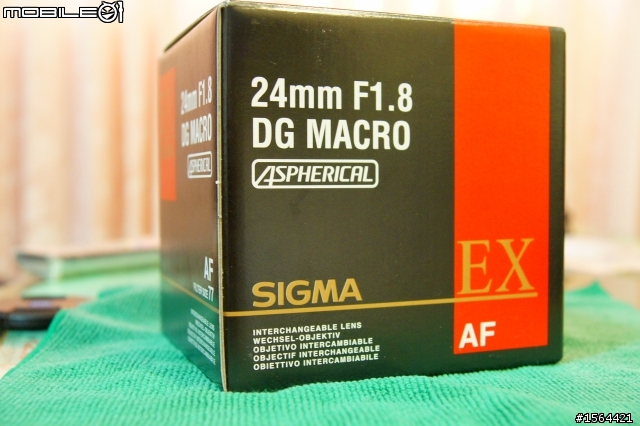 MOBILE01
24mm F1.8
DG MACRO
ASPHERICAL
24mm F1.8
DG MACRO
ASPHERICAL
SIGMA
EX
AF
INTERCHANGEABLE LENS
WECHSEL-OBJEKTIV
OBJETIVO INTERCAMBIABLE
OBJECTIF INTERCHANGEABLE
OBIETTIVO INTERCAMBIABILE
AF
77
#1564421